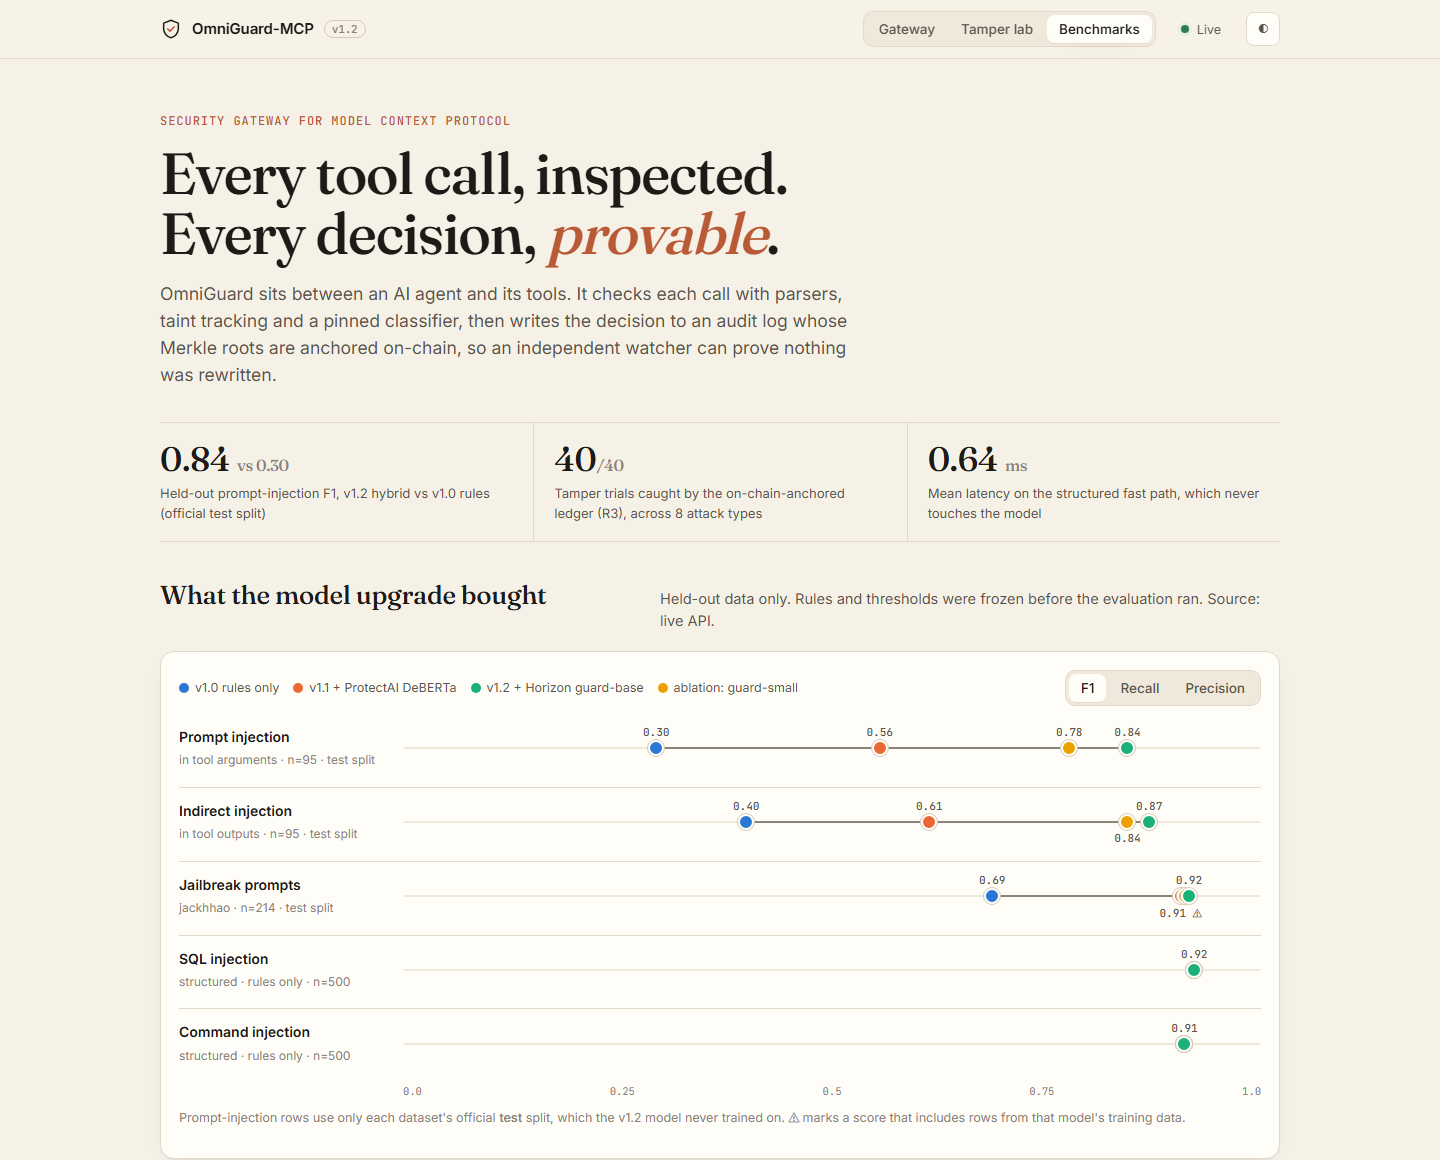 OmniGuard-MCP v1.2
Gateway Tamper lab Benchmarks Live
SECURITY GATEWAY FOR MODEL CONTEXT PROTOCOL
Every tool call, inspected.
Every decision, provable.
OmniGuard sits between an AI agent and its tools. It checks each call with parsers,
taint tracking and a pinned classifier, then writes the decision to an audit log whose
Merkle roots are anchored on-chain, so an independent watcher can prove nothing
was rewritten.
0.84 vs 0.30
Held-out prompt-injection F1, v1.2 hybrid vs v1.0 rules
(official test split)
40/40
Tamper trials caught by the on-chain-anchored
ledger (R3), across 8 attack types
0.64 ms
Mean latency on the structured fast path, which never
touches the model
What the model upgrade bought
Held-out data only. Rules and thresholds were frozen before the evaluation ran. Source:
live API.
v1.0 rules only v1.1 + ProtectAI DeBERTa v1.2 + Horizon guard-base ablation: guard-small
F1 Recall Precision
Prompt injection
in tool arguments · n=95 · test split
0.30 0.56 0.78 0.84
Indirect injection
in tool outputs · n=95 · test split
0.40 0.61 0.87
0.84
Jailbreak prompts
jackhhao · n=214 · test split
0.69 0.92
0.91 ⚠
SQL injection
structured · rules only · n=500
0.92
Command injection
structured · rules only · n=500
0.91
0.0 0.25 0.5 0.75 1.0
Prompt-injection rows use only each dataset's official test split, which the v1.2 model never trained on. ⚠ marks a score that includes rows from that model's training data.